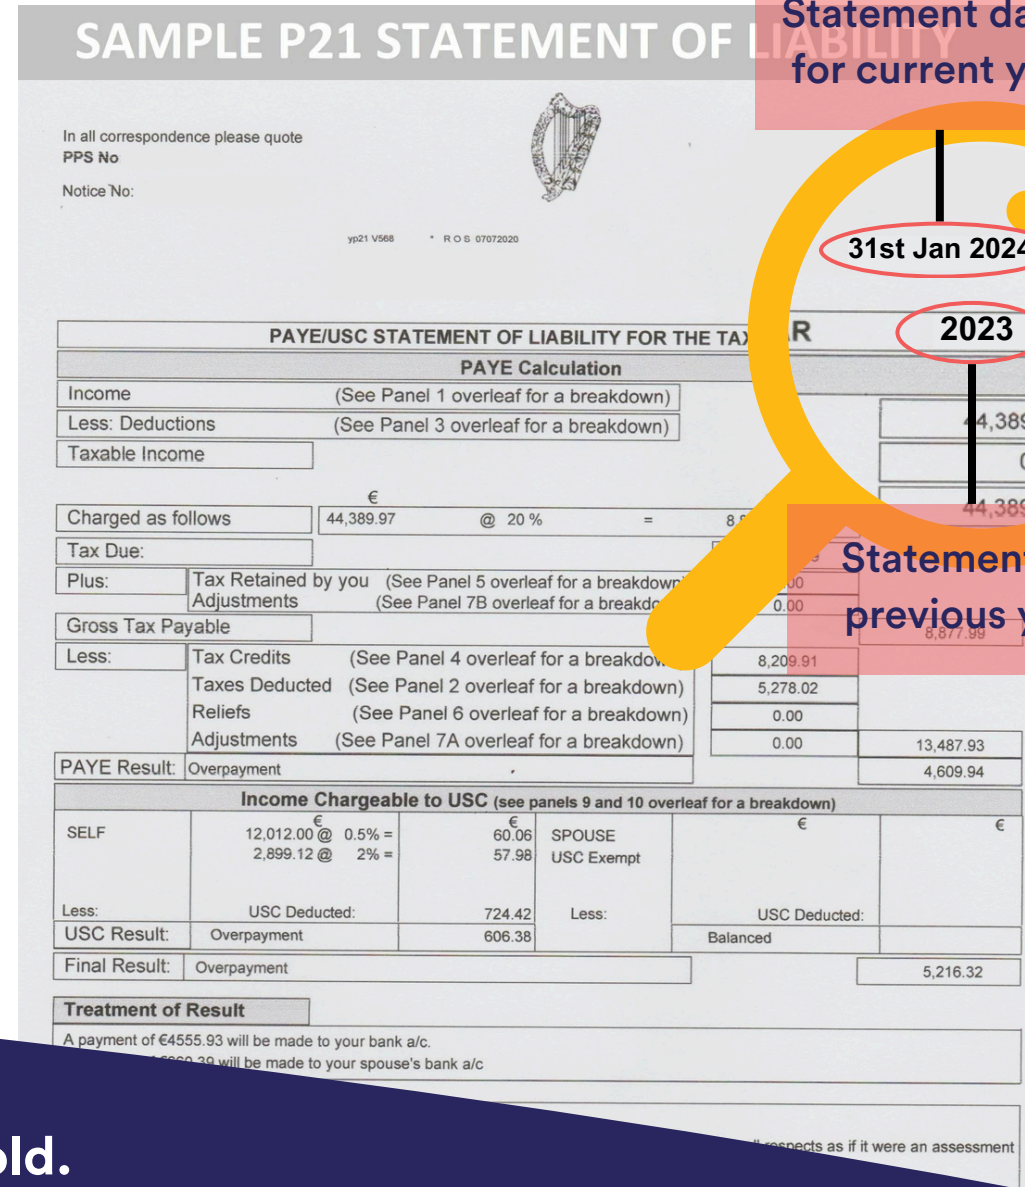 SAMPLE P21 STATEMENT OF LIABILITY
Statement
for current
In all correspondence please quote
PPS No
Notice No:
yp21 V568 * R O S 07072020
31st Jan 2024
PAYE/USC STATEMENT OF LIABILITY FOR THE
2023
PAYE Calculation
Income (See Panel 1 overleaf for a breakdown)
Less: Deductions (See Panel 3 overleaf for a breakdown)
Taxable Income
€
Charged as follows 44,389.97 @ 20 % =
Tax Due:
Plus: Tax Retained by you (See Panel 5 overleaf for a breakdown)
Adjustments (See Panel 7B overleaf for a 0.00
Statement
previous
Gross Tax Payable 8,877.99
Less: Tax Credits (See Panel 4 overleaf for a 8,209.91
Taxes Deducted (See Panel 2 overleaf for a breakdown) 5,278.02
Reliefs (See Panel 6 overleaf for a breakdown) 0.00
Adjustments (See Panel 7A overleaf for a breakdown) 0.00 13,487.93
PAYE Result: Overpayment 4,609.94
Income Chargeable to USC (see panels 9 and 10 overleaf for a breakdown)
€ € € €
SELF 12,012.00 @ 0.5% = 60.06 SPOUSE
2,899.12 @ 2% = 57.98 USC Exempt
Less: USC Deducted: 724.42 Less: USC Deducted:
USC Result: Overpayment 606.38 Balanced
Final Result: Overpayment 5,216.32
Treatment of Result
A payment of €4555.93 will be made to your bank a/c.
will be made to your spouse's bank a/c
respects as if it were an assessment
old.